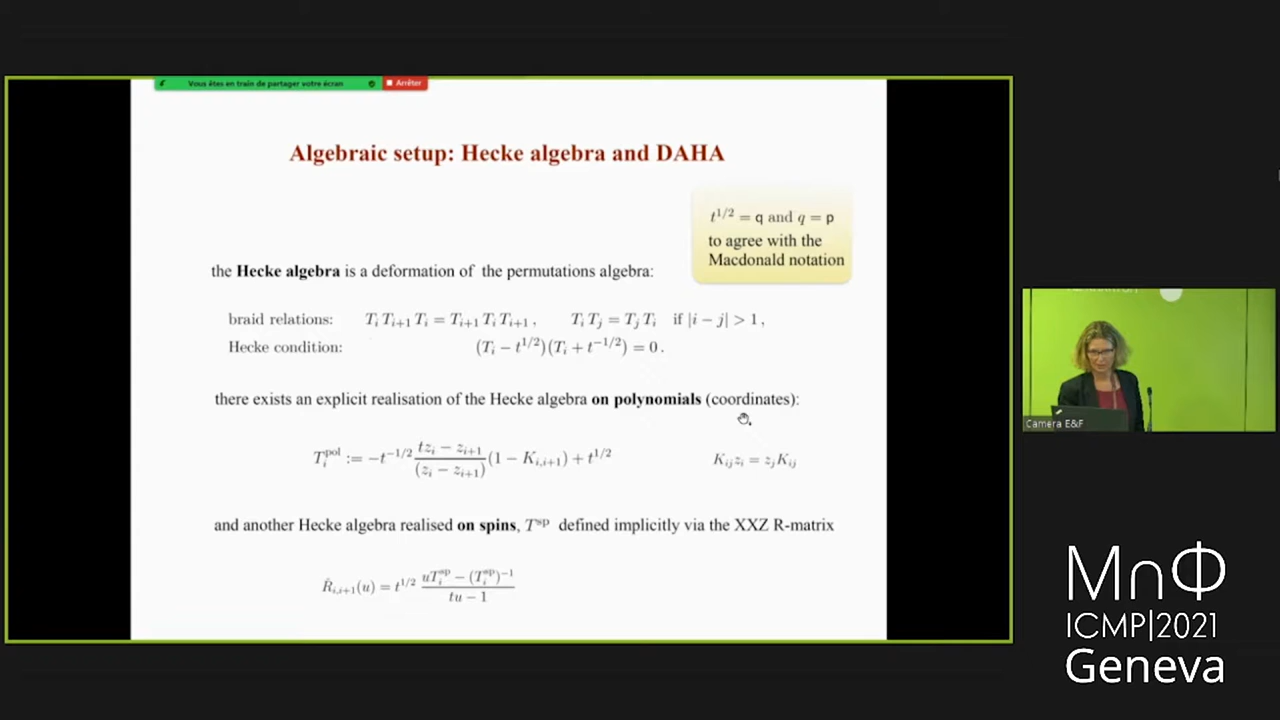 Vous êtes en train de partager votre écran Arrêter
Algebraic setup: Hecke algebra and DAHA
t^{1/2} = q and q = p
to agree with the
Macdonald notation
the Hecke algebra is a deformation of the permutations algebra:
braid relations: T_i T_{i+1} T_i = T_{i+1} T_i T_{i+1} , T_i T_j = T_j T_i if |i − j| > 1 ,
Hecke condition: (T_i − t^{1/2})(T_i + t^{−1/2}) = 0 .
there exists an explicit realisation of the Hecke algebra on polynomials (coordinates):
T_i^{pol} := −t^{−1/2} \frac{tz_i − z_{i+1}}{(z_i − z_{i+1})} (1 − K_{i,i+1}) + t^{1/2} K_{ij} z_i = z_j K_{ij}
and another Hecke algebra realised on spins, T^{sp} defined implicitly via the XXZ R-matrix
Ř_{i,i+1}(u) = t^{1/2} \frac{uT_i^{sp} − (T_i^{sp})^{−1}}{tu − 1}
Camera E&F
MПΦ
ICMP|2021
Geneva